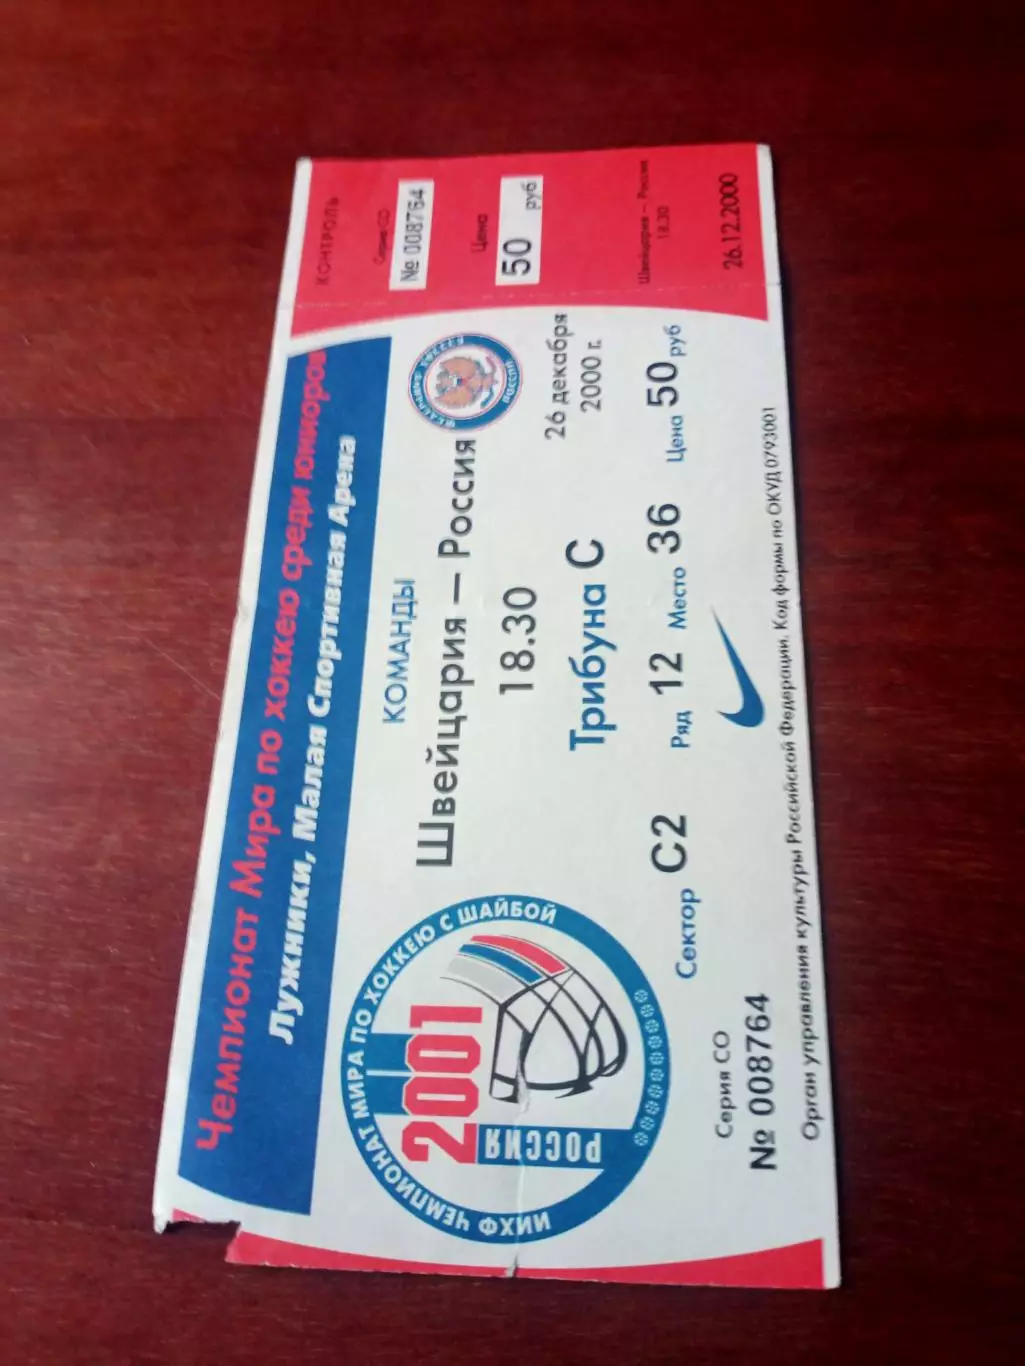 Чемпионат Мира по хоккею среди юниоров
Лужники, Малая Спортивная Арена
КОМАНДЫ
Швейцария – Россия
18.30
26 декабря
2000 г.
Трибуна С
Сектор С2 Ряд 12 Место 36 Цена 50 руб
ИИХФ ЧЕМПИОНАТ МИРА ПО ХОККЕЮ С ШАЙБОЙ
2001
РОССИЯ
Серия СО
№ 008764
Орган управления культуры Российской Федерации. Код формы по ОКУД 0793001
КОНТРОЛЬ
Серия СО
№ 008764
Цена
50 руб
Швейцария – Россия
18.30
26.12.2000